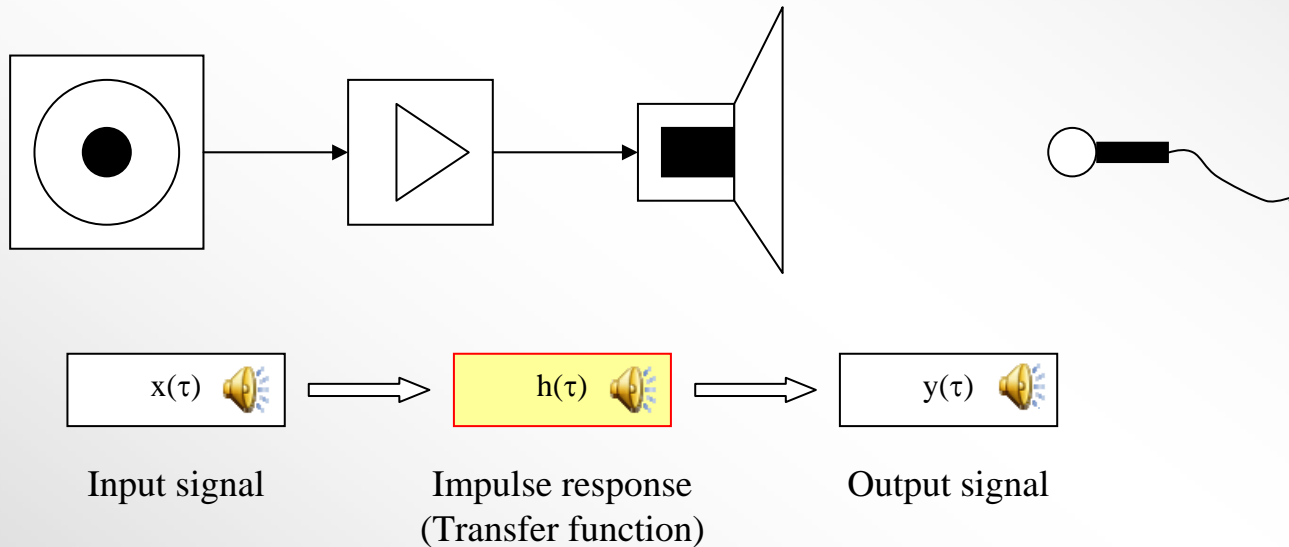 x(τ)
h(τ)
y(τ)
Input signal
Impulse response
(Transfer function)
Output signal